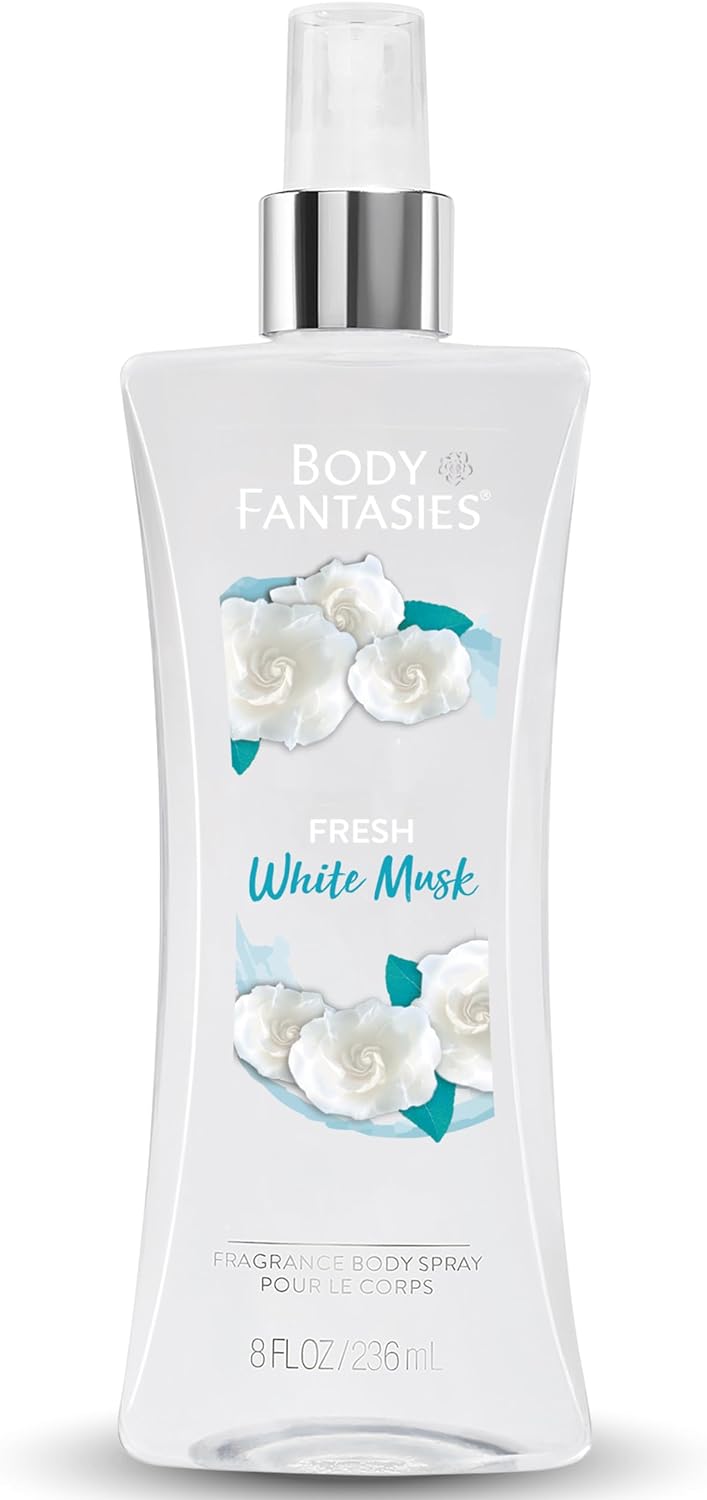 BODY
FANTASIES®
FRESH
White Musk
FRAGRANCE BODY SPRAY
POUR LE CORPS
8 FL OZ/236 mL